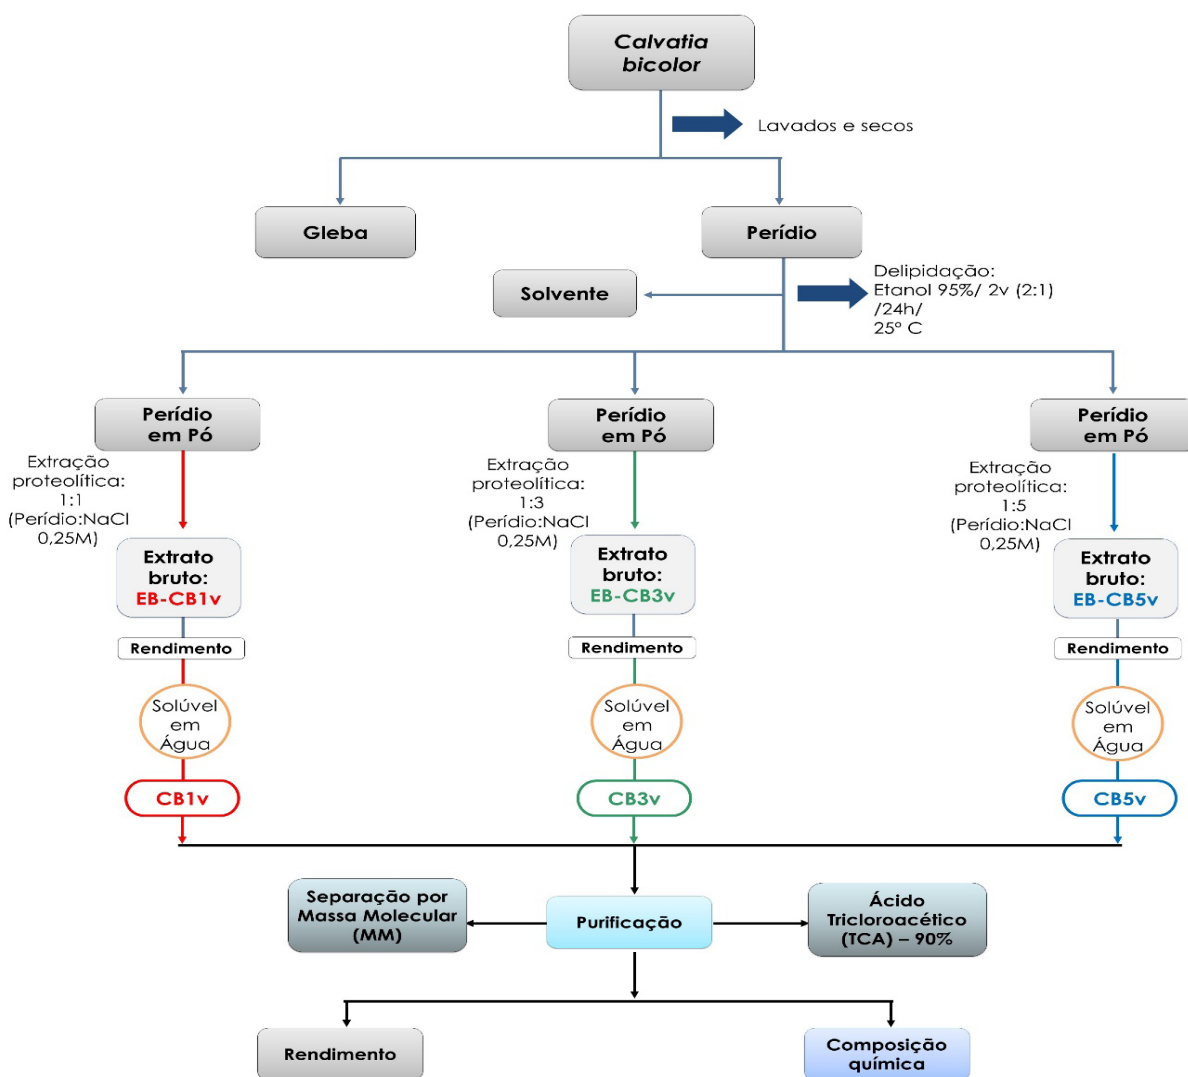 Calvatia
bicolor
Lavados e secos
Gleba
Perídio
Solvente
Delipidação:
Etanol 95%/ 2v (2:1)
/24h/
25° C
Perídio
em Pó
Perídio
em Pó
Perídio
em Pó
Extração
proteolítica:
1:1
(Perídio:NaCl
0,25M)
Extração
proteolítica:
1:3
(Perídio:NaCl
0,25M)
Extração
proteolítica:
1:5
(Perídio:NaCl
0,25M)
Extrato
bruto:
EB-CB1v
Extrato
bruto:
EB-CB3v
Extrato
bruto:
EB-CB5v
Rendimento
Rendimento
Rendimento
Solúvel
em
Água
Solúvel
em
Água
Solúvel
em
Água
CB1v
CB3v
CB5v
Separação por
Massa Molecular
(MM)
Purificação
Ácido
Tricloroacético
(TCA) – 90%
Rendimento
Composição
química